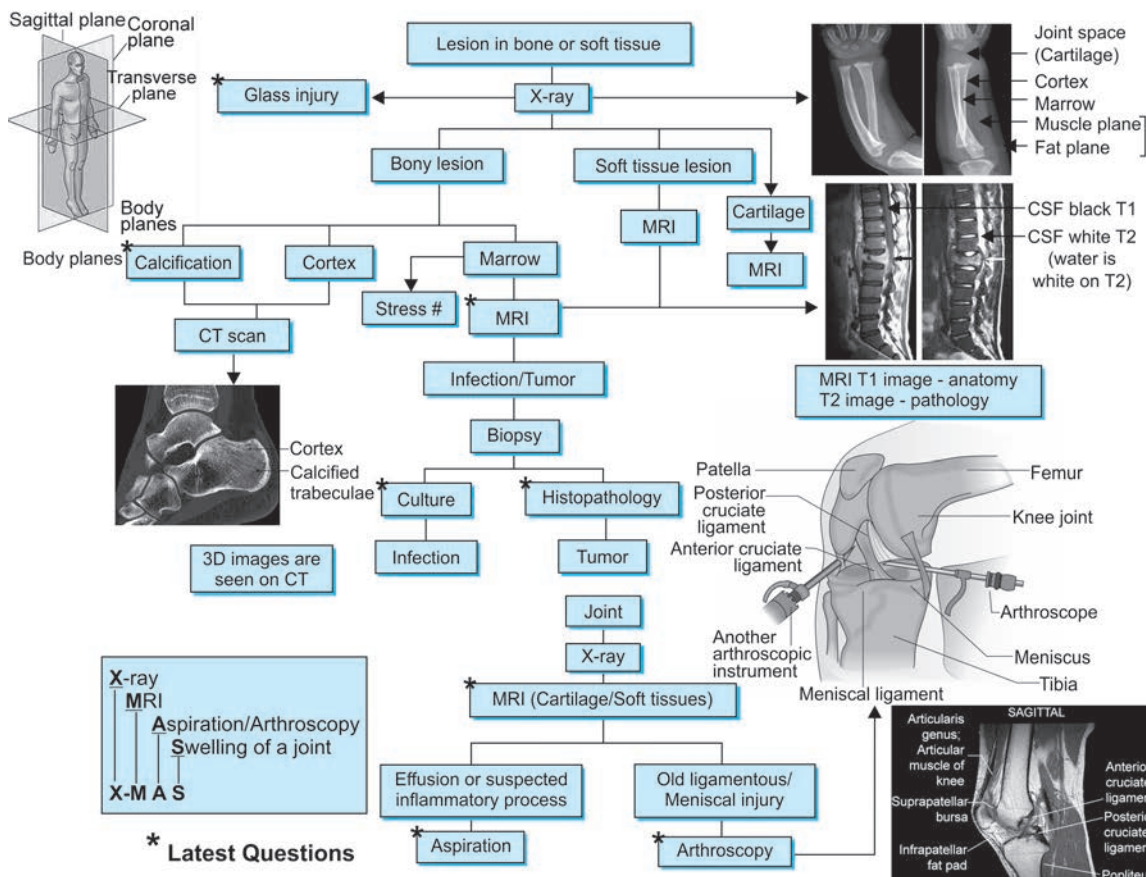 Sagittal plane
Coronal
plane
Transverse
plane
Body
planes
Body planes
Lesion in bone or soft tissue
X-ray
* Glass injury
Joint space
(Cartilage)
Cortex
Marrow
Muscle plane
Fat plane
Bony lesion
Soft tissue lesion
Cartilage
MRI
MRI
* Calcification
Cortex
Marrow
Stress #
* MRI
CT scan
CSF black T1
CSF white T2
(water is
white on T2)
MRI T1 image - anatomy
T2 image - pathology
Infection/Tumor
Biopsy
* Culture
* Histopathology
Infection
Tumor
Cortex
Calcified
trabeculae
3D images are
seen on CT
Patella
Posterior
cruciate
ligament
Anterior cruciate
ligament
Another
arthroscopic
instrument
Femur
Knee joint
Arthroscope
Meniscus
Tibia
Meniscal ligament
Joint
X-ray
* MRI (Cartilage/Soft tissues)
Effusion or suspected
inflammatory process
Old ligamentous/
Meniscal injury
* Aspiration
* Arthroscopy
X-ray
MRI
Aspiration/Arthroscopy
Swelling of a joint
X-M A S
* Latest Questions
SAGITTAL
Articularis
genus;
Articular
muscle of
knee
Suprapatellar
bursa
Infrapatellar
fat pad
Anterior
cruciate
ligament
Posterior
cruciate
ligament